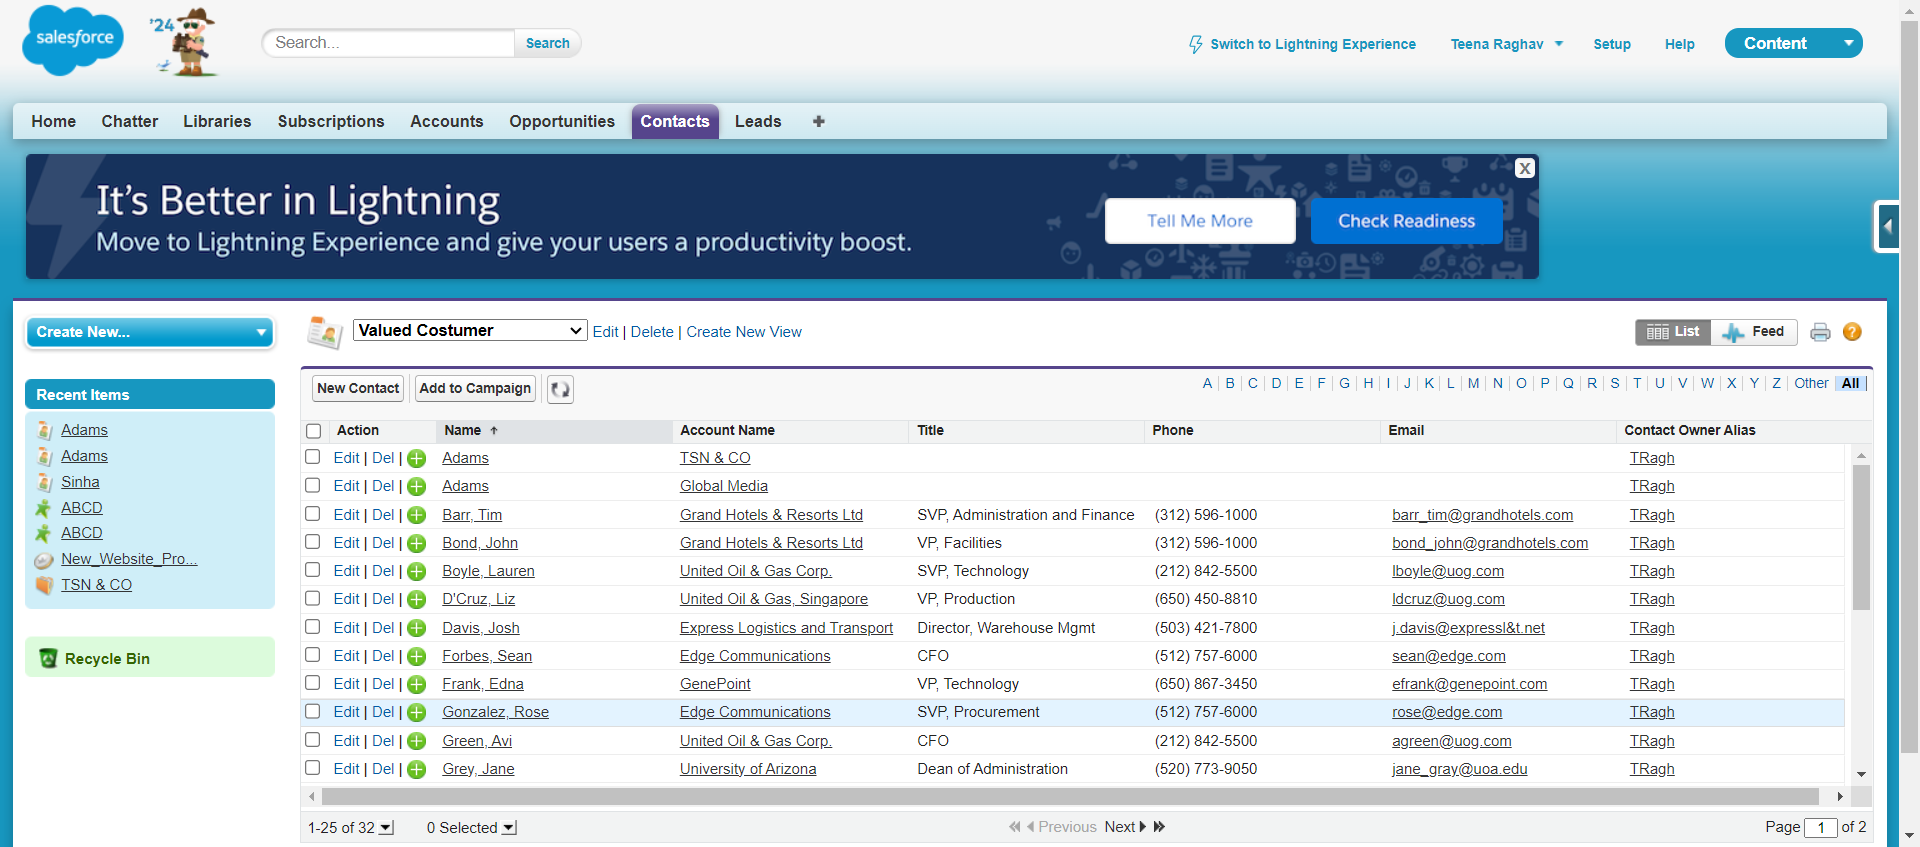 salesforce
'24
Search...
Search
Switch to Lightning Experience
Teena Raghav
Setup
Help
Content
Home
Chatter
Libraries
Subscriptions
Accounts
Opportunities
Contacts
Leads
+
It's Better in Lightning
Move to Lightning Experience and give your users a productivity boost.
Tell Me More
Check Readiness
X
Create New...
Recent Items
Adams
Adams
Sinha
ABCD
ABCD
New_Website_Pro...
TSN & CO
Recycle Bin
Valued Costumer
Edit | Delete | Create New View
List
Feed
?
New Contact
Add to Campaign
A | B | C | D | E | F | G | H | I | J | K | L | M | N | O | P | Q | R | S | T | U | V | W | X | Y | Z | Other | All |
Action Name Account Name Title Phone Email Contact Owner Alias
Edit | Del | Adams TSN & CO TRagh
Edit | Del | Adams Global Media TRagh
Edit | Del | Barr, Tim Grand Hotels & Resorts Ltd SVP, Administration and Finance (312) 596-1000 barr_tim@grandhotels.com TRagh
Edit | Del | Bond, John Grand Hotels & Resorts Ltd VP, Facilities (312) 596-1000 bond_john@grandhotels.com TRagh
Edit | Del | Boyle, Lauren United Oil & Gas Corp. SVP, Technology (212) 842-5500 lboyle@uog.com TRagh
Edit | Del | D'Cruz, Liz United Oil & Gas, Singapore VP, Production (650) 450-8810 ldcruz@uog.com TRagh
Edit | Del | Davis, Josh Express Logistics and Transport Director, Warehouse Mgmt (503) 421-7800 j.davis@expressl&t.net TRagh
Edit | Del | Forbes, Sean Edge Communications CFO (512) 757-6000 sean@edge.com TRagh
Edit | Del | Frank, Edna GenePoint VP, Technology (650) 867-3450 efrank@genepoint.com TRagh
Edit | Del | Gonzalez, Rose Edge Communications SVP, Procurement (512) 757-6000 rose@edge.com TRagh
Edit | Del | Green, Avi United Oil & Gas Corp. CFO (212) 842-5500 agreen@uog.com TRagh
Edit | Del | Grey, Jane University of Arizona Dean of Administration (520) 773-9050 jane_gray@uoa.edu TRagh
1-25 of 32
0 Selected
Previous Next
Page 1 of 2